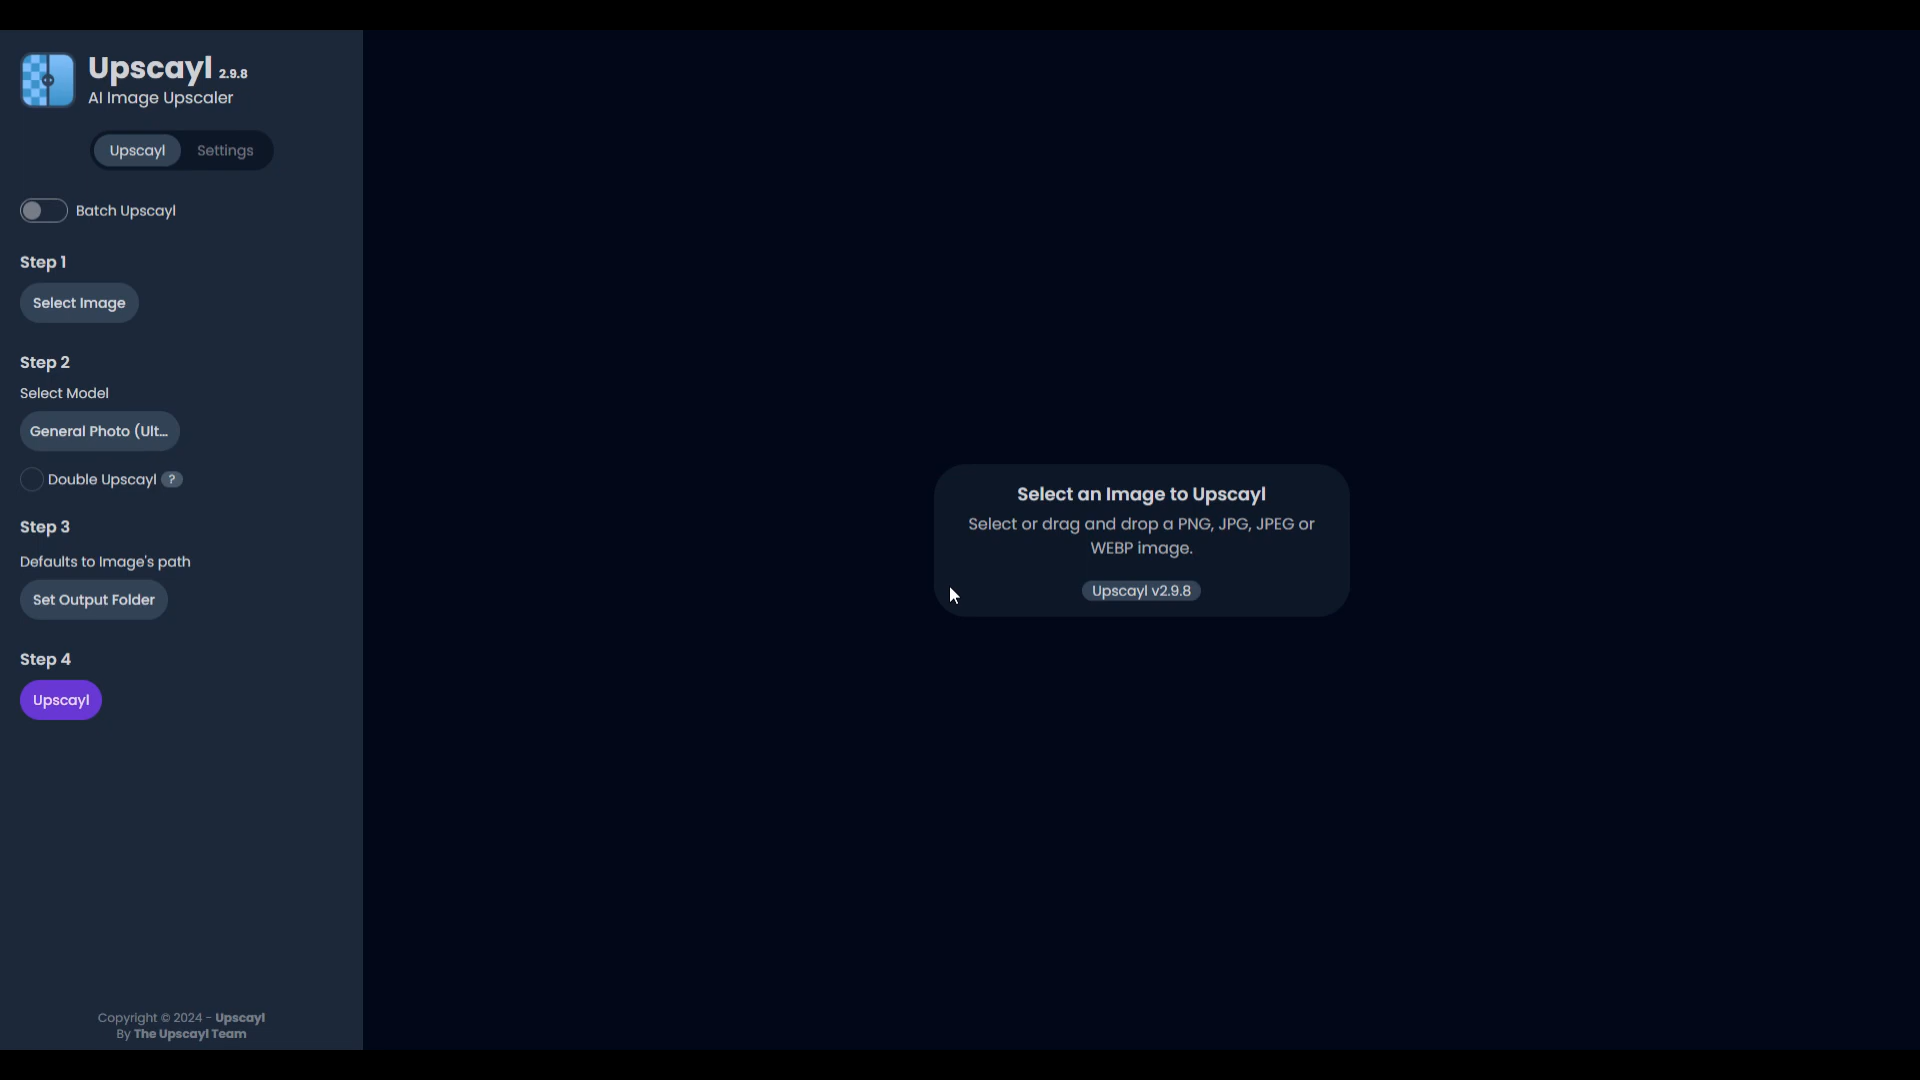 Upscayl 2.9.8
AI Image Upscaler
Upscayl
Settings
Batch Upscayl
Step 1
Select Image
Step 2
Select Model
General Photo (Ult...
Double Upscayl ?
Step 3
Defaults to Image's path
Set Output Folder
Step 4
Upscayl
Copyright © 2024 - Upscayl
By The Upscayl Team
Select an Image to Upscayl
Select or drag and drop a PNG, JPG, JPEG or
WEBP image.
Upscayl v2.9.8